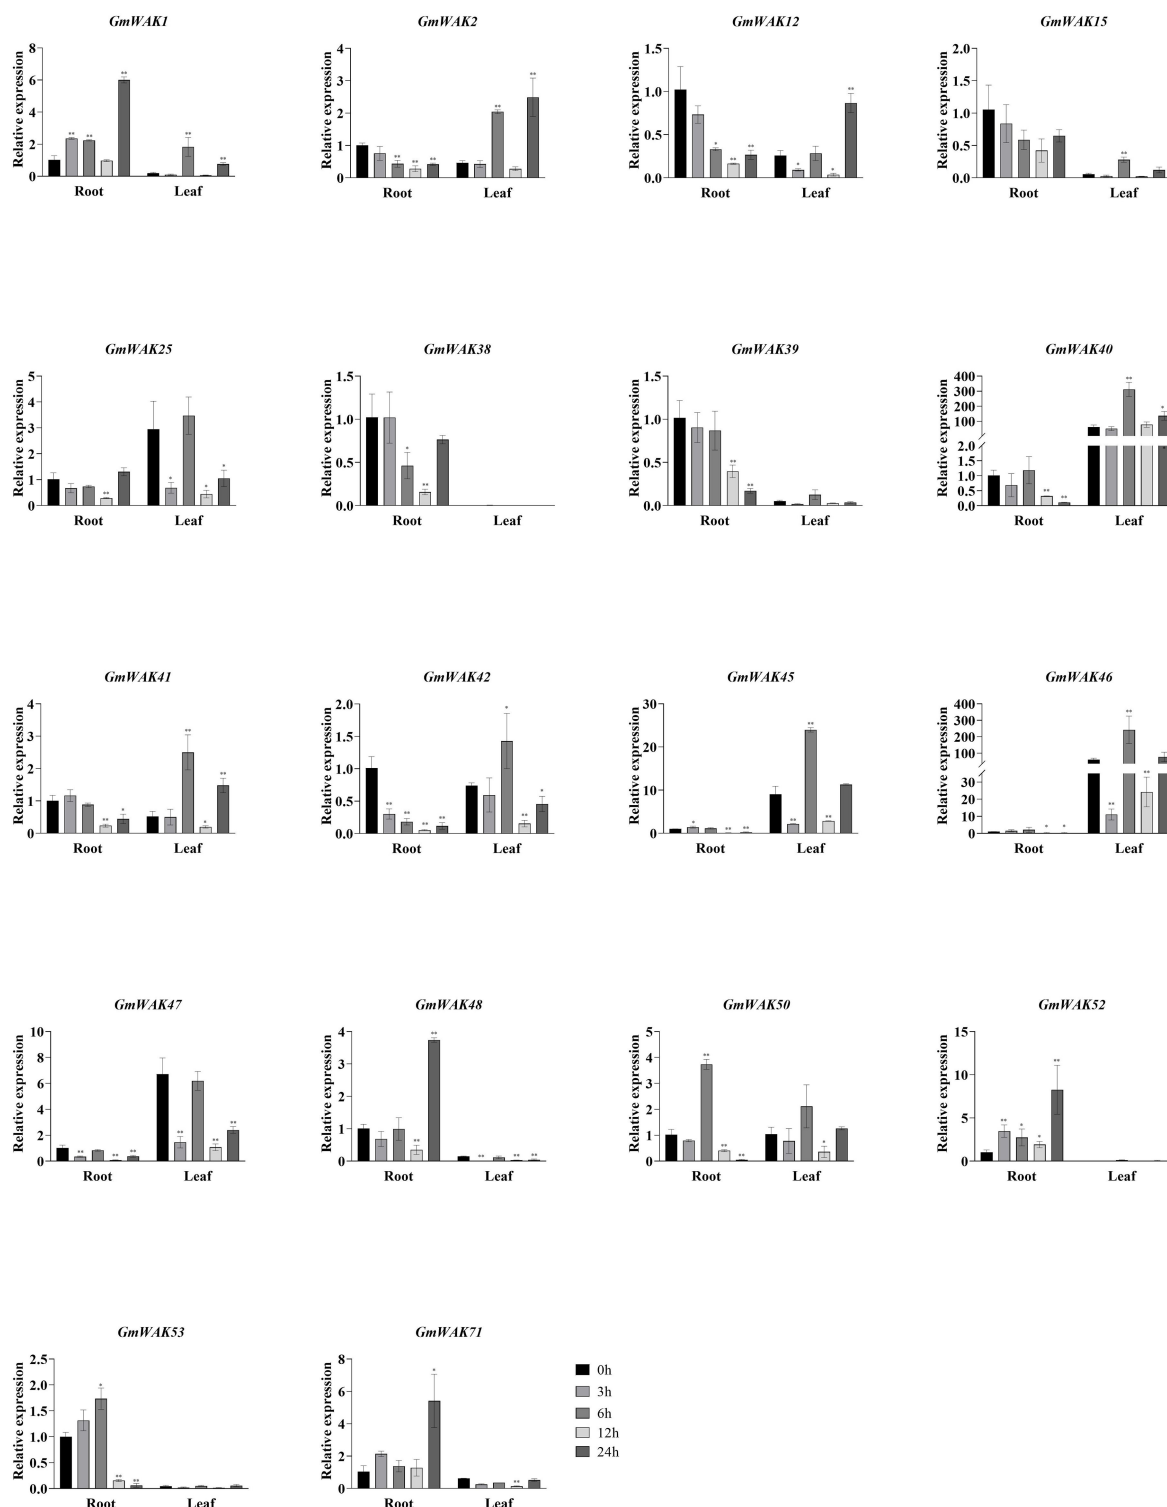 GmWAK1 GmWAK2 GmWAK12 GmWAK15
Relative expression
8
6
4
2
0
** ** ** ** **
Root Leaf
Relative expression
4
3
2
1
0
** ** ** ** **
Root Leaf
Relative expression
1.5
1.0
0.5
0.0
* ** ** * * **
Root Leaf
Relative expression
2.0
1.5
1.0
0.5
0.0
**
Root Leaf
GmWAK25 GmWAK38 GmWAK39 GmWAK40
Relative expression
5
4
3
2
1
0
** * * *
Root Leaf
Relative expression
1.5
1.0
0.5
0.0
* **
Root Leaf
Relative expression
1.5
1.0
0.5
0.0
** **
Root Leaf
Relative expression
400
300
200
100
2.0
1.5
1.0
0.5
0.0
** ** ** *
Root Leaf
GmWAK41 GmWAK42 GmWAK45 GmWAK46
Relative expression
4
3
2
1
0
** * ** * **
Root Leaf
Relative expression
2.0
1.5
1.0
0.5
0.0
** ** ** ** * ** *
Root Leaf
Relative expression
30
20
10
0
* ** ** ** ** **
Root Leaf
Relative expression
400
300
200
100
30
20
10
0
* * ** ** **
Root Leaf
GmWAK47 GmWAK48 GmWAK50 GmWAK52
Relative expression
10
8
6
4
2
0
** ** ** ** ** **
Root Leaf
Relative expression
4
3
2
1
0
** ** ** ** **
Root Leaf
Relative expression
5
4
3
2
1
0
** ** ** *
Root Leaf
Relative expression
15
10
5
0
** * * **
Root Leaf
GmWAK53 GmWAK71
Relative expression
2.5
2.0
1.5
1.0
0.5
0.0
* ** **
Root Leaf
Relative expression
8
6
4
2
0
* **
Root Leaf
0h
3h
6h
12h
24h